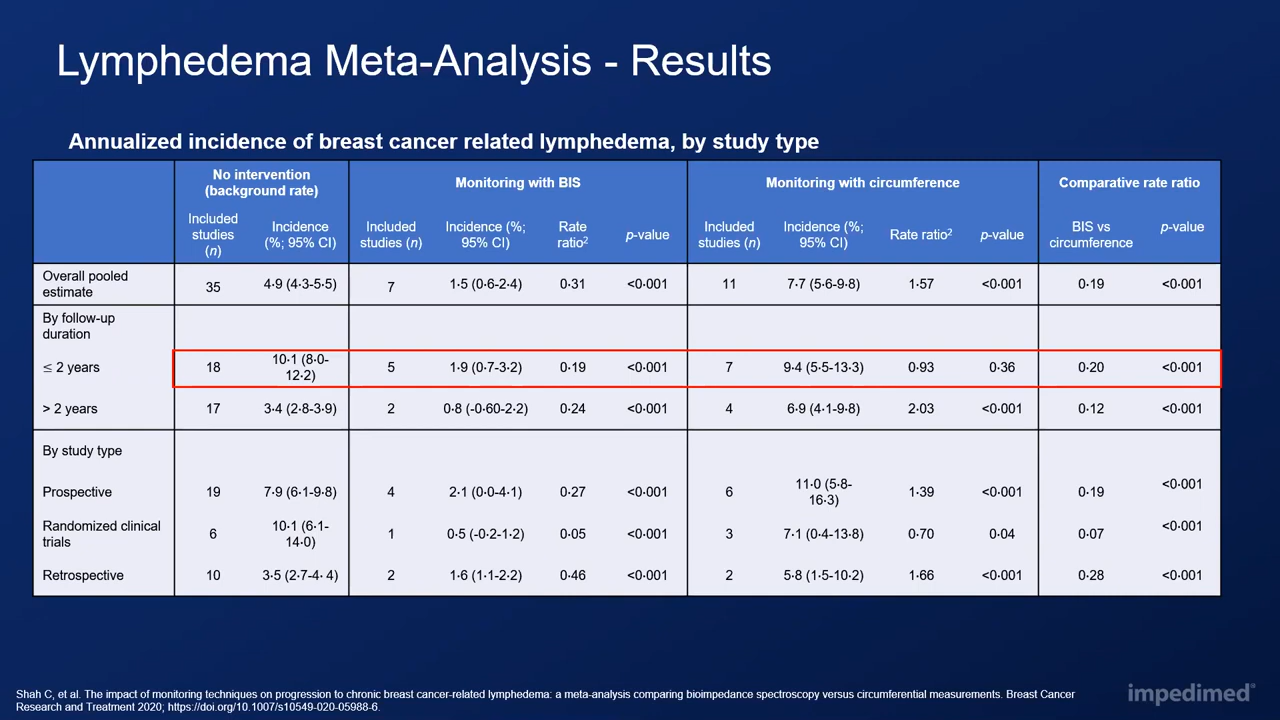 Lymphedema Meta-Analysis - Results
Annualized incidence of breast cancer related lymphedema, by study type
No intervention
(background rate)
Monitoring with BIS
Monitoring with circumference
Comparative rate ratio
Included
studies
(n)
Incidence
(%; 95% CI)
Included
studies (n)
Incidence (%;
95% CI)
Rate
ratio2
p-value
Included
studies (n)
Incidence (%;
95% CI)
Rate ratio2
p-value
BIS vs
circumference
p-value
Overall pooled
estimate
35
4·9 (4·3-5·5)
7
1·5 (0·6-2·4)
0·31
<0·001
11
7·7 (5·6-9·8)
1·57
<0·001
0·19
<0·001
By follow-up
duration
≤ 2 years
18
10·1 (8·0-
12·2)
5
1·9 (0·7-3·2)
0·19
<0·001
7
9·4 (5·5-13·3)
0·93
0·36
0·20
<0·001
> 2 years
17
3·4 (2·8-3·9)
2
0·8 (-0·60-2·2)
0·24
<0·001
4
6·9 (4·1-9·8)
2·03
<0·001
0·12
<0·001
By study type
Prospective
19
7·9 (6·1-9·8)
4
2·1 (0·0-4·1)
0·27
<0·001
6
11·0 (5·8-
16·3)
1·39
<0·001
0·19
<0·001
Randomized clinical
trials
6
10·1 (6·1-
14·0)
1
0·5 (-0·2-1·2)
0·05
<0·001
3
7·1 (0·4-13·8)
0·70
0·04
0·07
<0·001
Retrospective
10
3·5 (2·7-4· 4)
2
1·6 (1·1-2·2)
0·46
<0·001
2
5·8 (1·5-10·2)
1·66
<0·001
0·28
<0·001
Shah C, et al. The impact of monitoring techniques on progression to chronic breast cancer-related lymphedema: a meta-analysis comparing bioimpedance spectroscopy versus circumferential measurements. Breast Cancer
Research and Treatment 2020; https://doi.org/10.1007/s10549-020-05988-6.
impedimed®